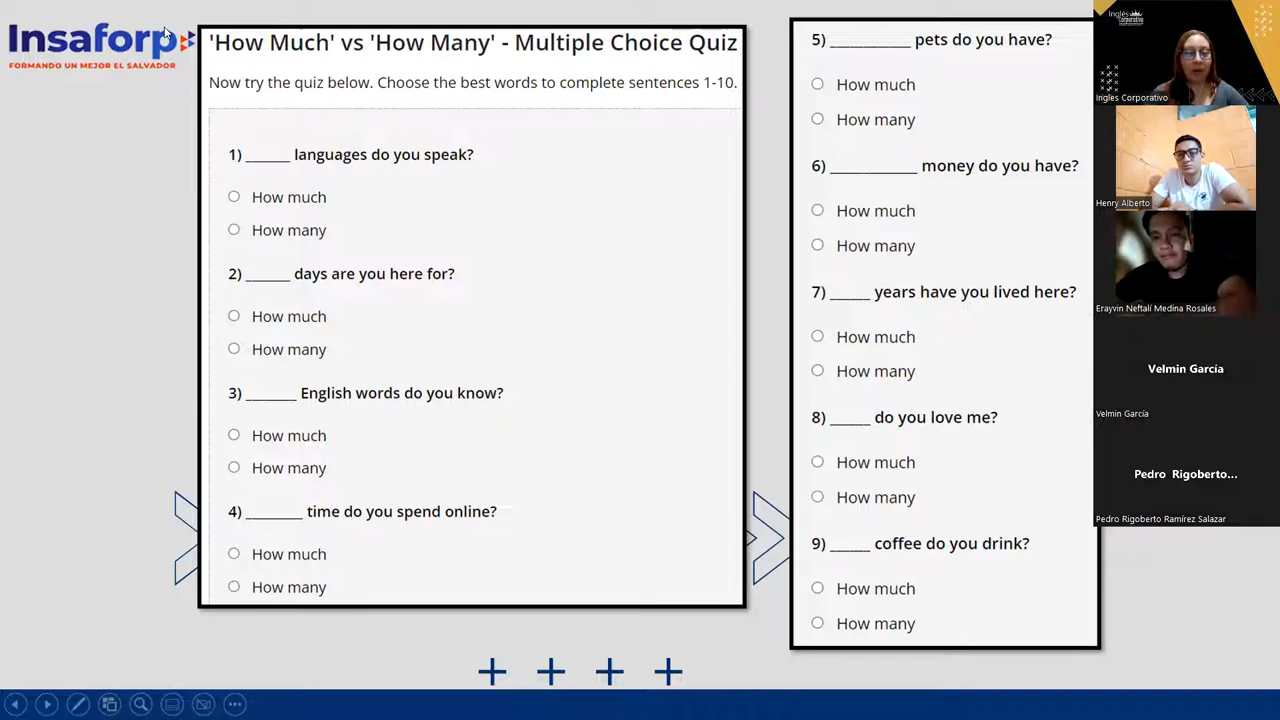 Insaforp
FORMANDO UN MEJOR EL SALVADOR
'How Much' vs 'How Many' - Multiple Choice Quiz
Now try the quiz below. Choose the best words to complete sentences 1-10.
1) ______ languages do you speak?
How much
How many
2) ______ days are you here for?
How much
How many
3) _______ English words do you know?
How much
How many
4) ________ time do you spend online?
How much
How many
5) ___________ pets do you have?
How much
How many
6) ____________ money do you have?
How much
How many
7) _____ years have you lived here?
How much
How many
8) _____ do you love me?
How much
How many
9) _____ coffee do you drink?
How much
How many
Inglés
Corporativo
Ingles Corporativo
Henry Alberto
Erayvin Neftalí Medina Rosales
Velmin García
Velmin García
Pedro Rigoberto...
Pedro Rigoberto Ramírez Salazar